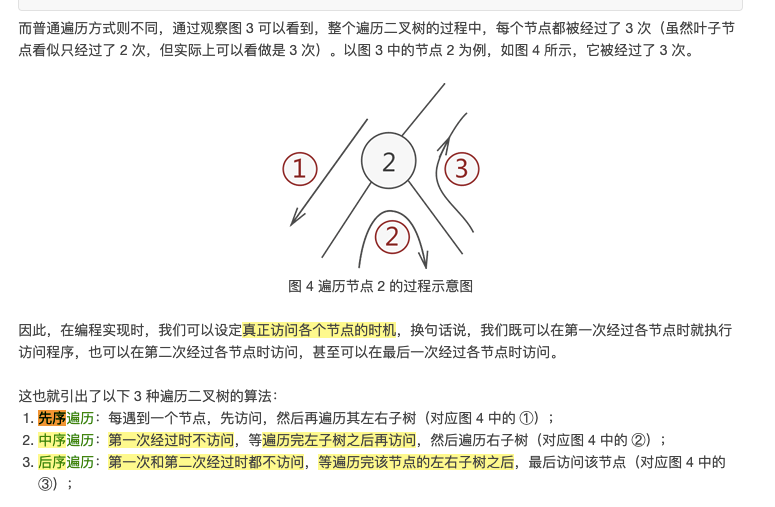 而普通遍历方式则不同，通过观察图 3 可以看到，整个遍历二叉树的过程中，每个节点都被经过了 3 次（虽然叶子节
点看似只经过了 2 次，但实际上可以看做是 3 次）。以图 3 中的节点 2 为例，如图 4 所示，它被经过了 3 次。
2
1
3
2
图 4 遍历节点 2 的过程示意图
因此，在编程实现时，我们可以设定真正访问各个节点的时机，换句话说，我们既可以在第一次经过各节点时就执行
访问程序，也可以在第二次经过各节点时访问，甚至可以在最后一次经过各节点时访问。
这也就引出了以下 3 种遍历二叉树的算法：
1. 先序遍历：每遇到一个节点，先访问，然后再遍历其左右子树（对应图 4 中的 ①）；
2. 中序遍历：第一次经过时不访问，等遍历完左子树之后再访问，然后遍历右子树（对应图 4 中的 ②）；
3. 后序遍历：第一次和第二次经过时都不访问，等遍历完该节点的左右子树之后，最后访问该节点（对应图 4 中的
③）；